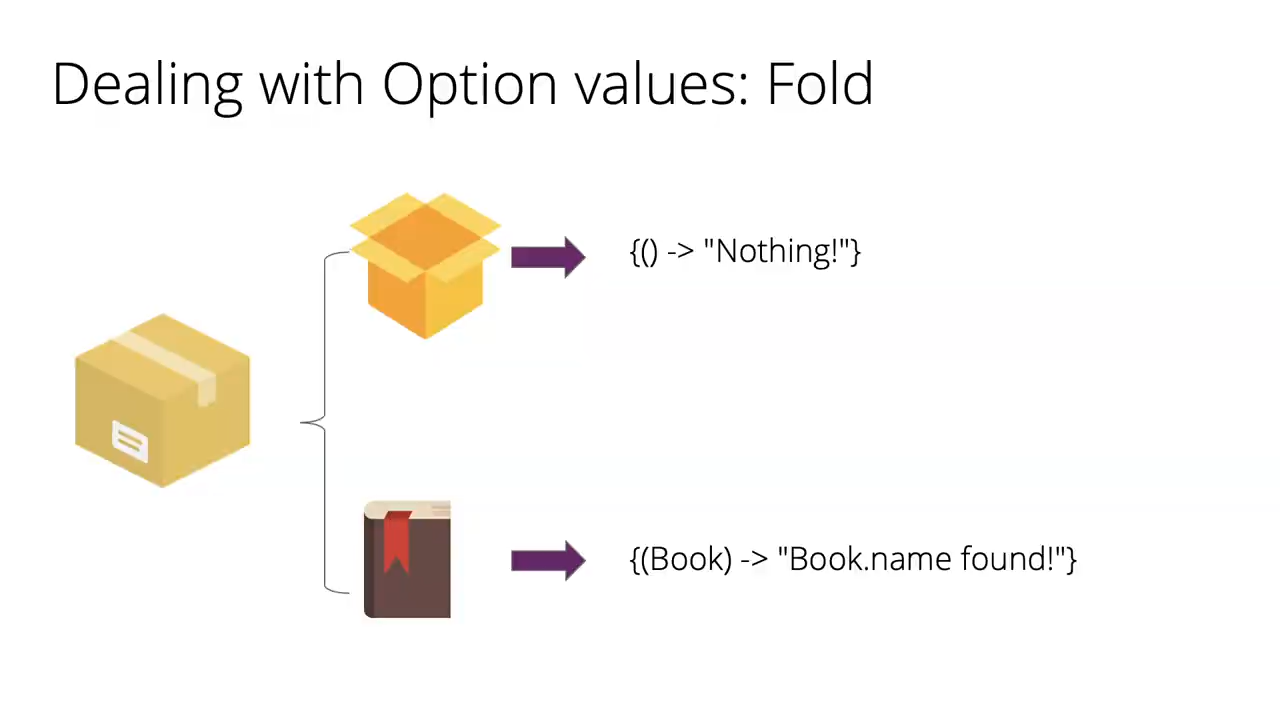 Dealing with Option values: Fold
{() -> "Nothing!"}
{(Book) -> "Book.name found!"}